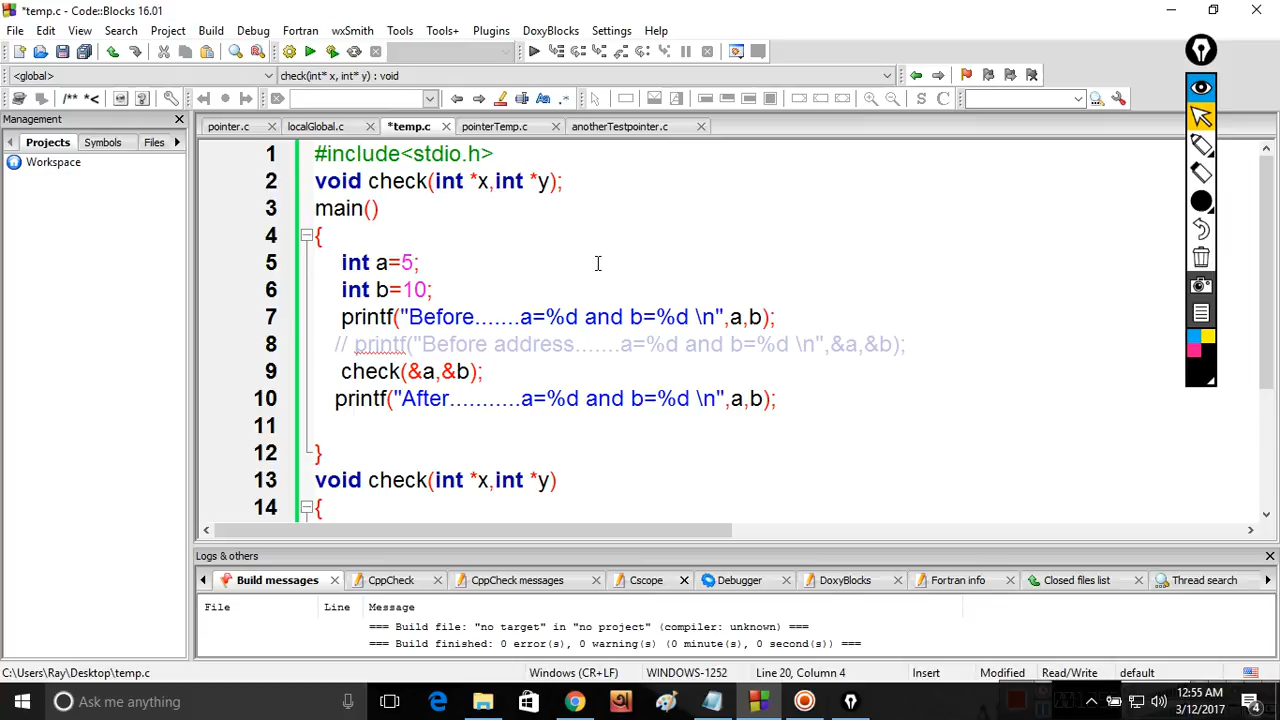 *temp.c - Code::Blocks 16.01
File Edit View Search Project Build Debug Fortran wxSmith Tools Tools+ Plugins DoxyBlocks Settings Help
<global> check(int* x, int* y) : void
/** *< S C
Management
Projects Symbols Files
Workspace
pointer.c localGlobal.c *temp.c pointerTemp.c anotherTestpointer.c
1 #include<stdio.h>
2 void check(int *x,int *y);
3 main()
4 {
5 int a=5;
6 int b=10;
7 printf("Before.......a=%d and b=%d \n",a,b);
8 // printf("Before address.......a=%d and b=%d \n",&a,&b);
9 check(&a,&b);
10 printf("After...........a=%d and b=%d \n",a,b);
11
12 }
13 void check(int *x,int *y)
14 {
Logs & others
Build messages CppCheck CppCheck messages Cscope Debugger DoxyBlocks Fortran info Closed files list Thread search
File Line Message
=== Build file: "no target" in "no project" (compiler: unknown) ===
=== Build finished: 0 error(s), 0 warning(s) (0 minute(s), 0 second(s)) ===
C:\Users\Ray\Desktop\temp.c Windows (CR+LF) WINDOWS-1252 Line 20, Column 4 Insert Modified Read/Write default
Ask me anything
12:55 AM
3/12/2017
4